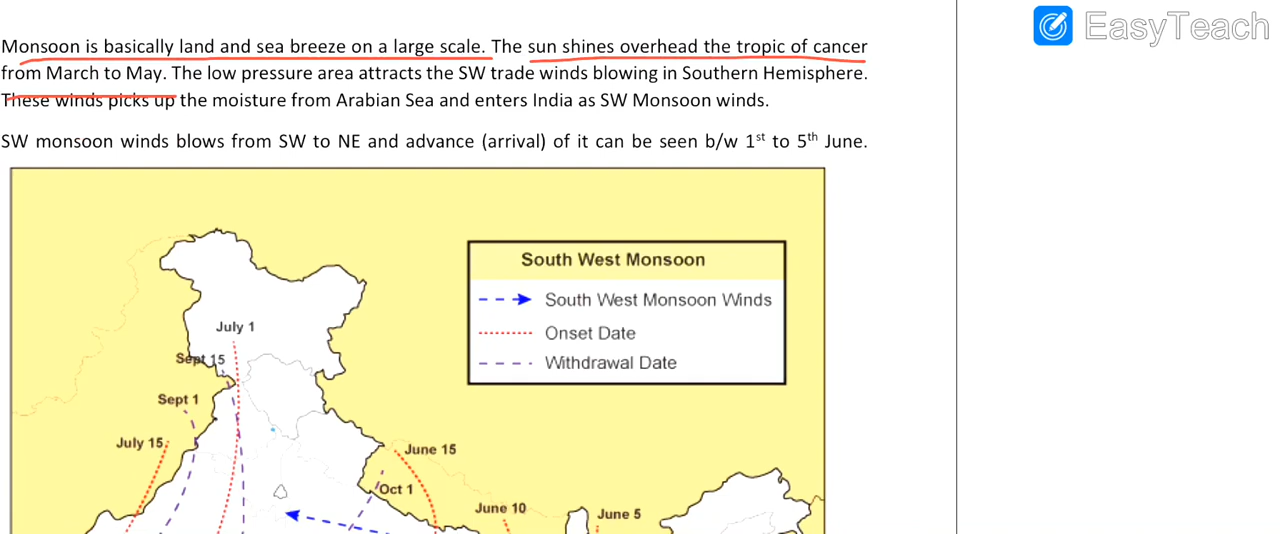 EasyTeach
Monsoon is basically land and sea breeze on a large scale. The sun shines overhead the tropic of cancer
from March to May. The low pressure area attracts the SW trade winds blowing in Southern Hemisphere.
These winds picks up the moisture from Arabian Sea and enters India as SW Monsoon winds.
SW monsoon winds blows from SW to NE and advance (arrival) of it can be seen b/w 1st to 5th June.
South West Monsoon
South West Monsoon Winds
Onset Date
Withdrawal Date
July 1
Sept 15
Sept 1
July 15
June 15
Oct 1
June 10
June 5